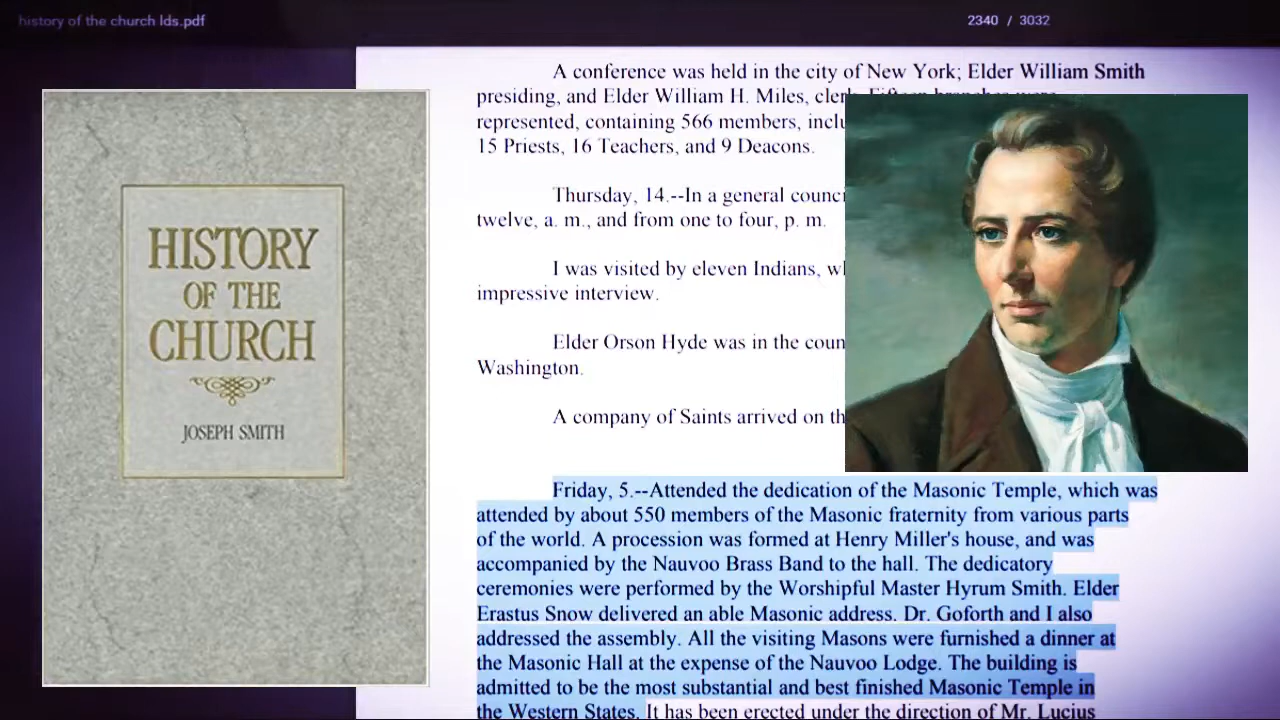 history of the church lds.pdf
2340 / 3032
HISTORY
OF THE
CHURCH
JOSEPH SMITH
A conference was held in the city of New York; Elder William Smith
presiding, and Elder William H. Miles, clerk. Fifteen branches were
represented, containing 566 members,
15 Priests, 16 Teachers, and 9 Deacons.
Thursday, 14.--In a general
twelve, a. m., and from one to four, p. m.
I was visited by eleven Indians,
impressive interview.
Elder Orson Hyde was in the
Washington.
A company of Saints arrived on
Friday, 5.--Attended the dedication of the Masonic Temple, which was
attended by about 550 members of the Masonic fraternity from various parts
of the world. A procession was formed at Henry Miller's house, and was
accompanied by the Nauvoo Brass Band to the hall. The dedicatory
ceremonies were performed by the Worshipful Master Hyrum Smith. Elder
Erastus Snow delivered an able Masonic address. Dr. Goforth and I also
addressed the assembly. All the visiting Masons were furnished a dinner at
the Masonic Hall at the expense of the Nauvoo Lodge. The building is
admitted to be the most substantial and best finished Masonic Temple in
the Western States. It has been erected under the direction of Mr. Lucius